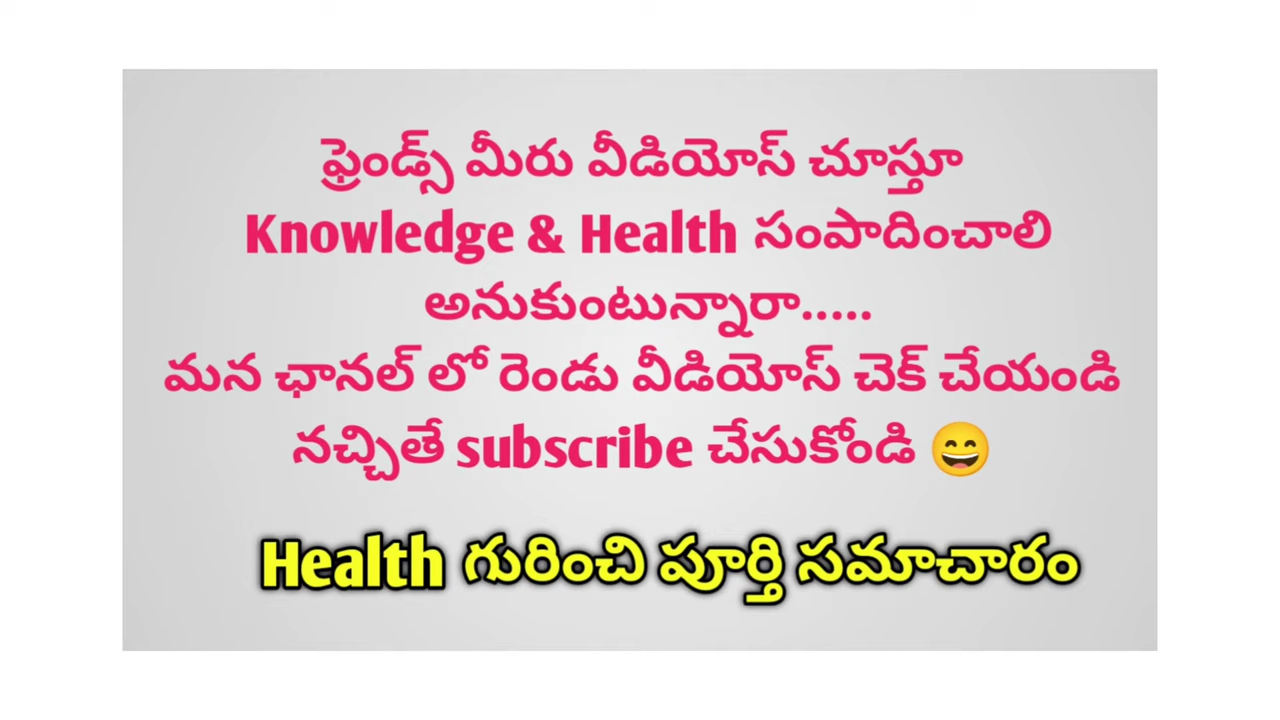 ఫ్రెండ్స్ మీరు వీడియోస్ చూస్తూ
Knowledge & Health సంపాదించాలి
అనుకుంటున్నారా.....
మన ఛానల్ లో రెండు వీడియోస్ చెక్ చేయండి
నచ్చితే subscribe చేసుకోండి 😄
Health గురించి పూర్తి సమాచారం